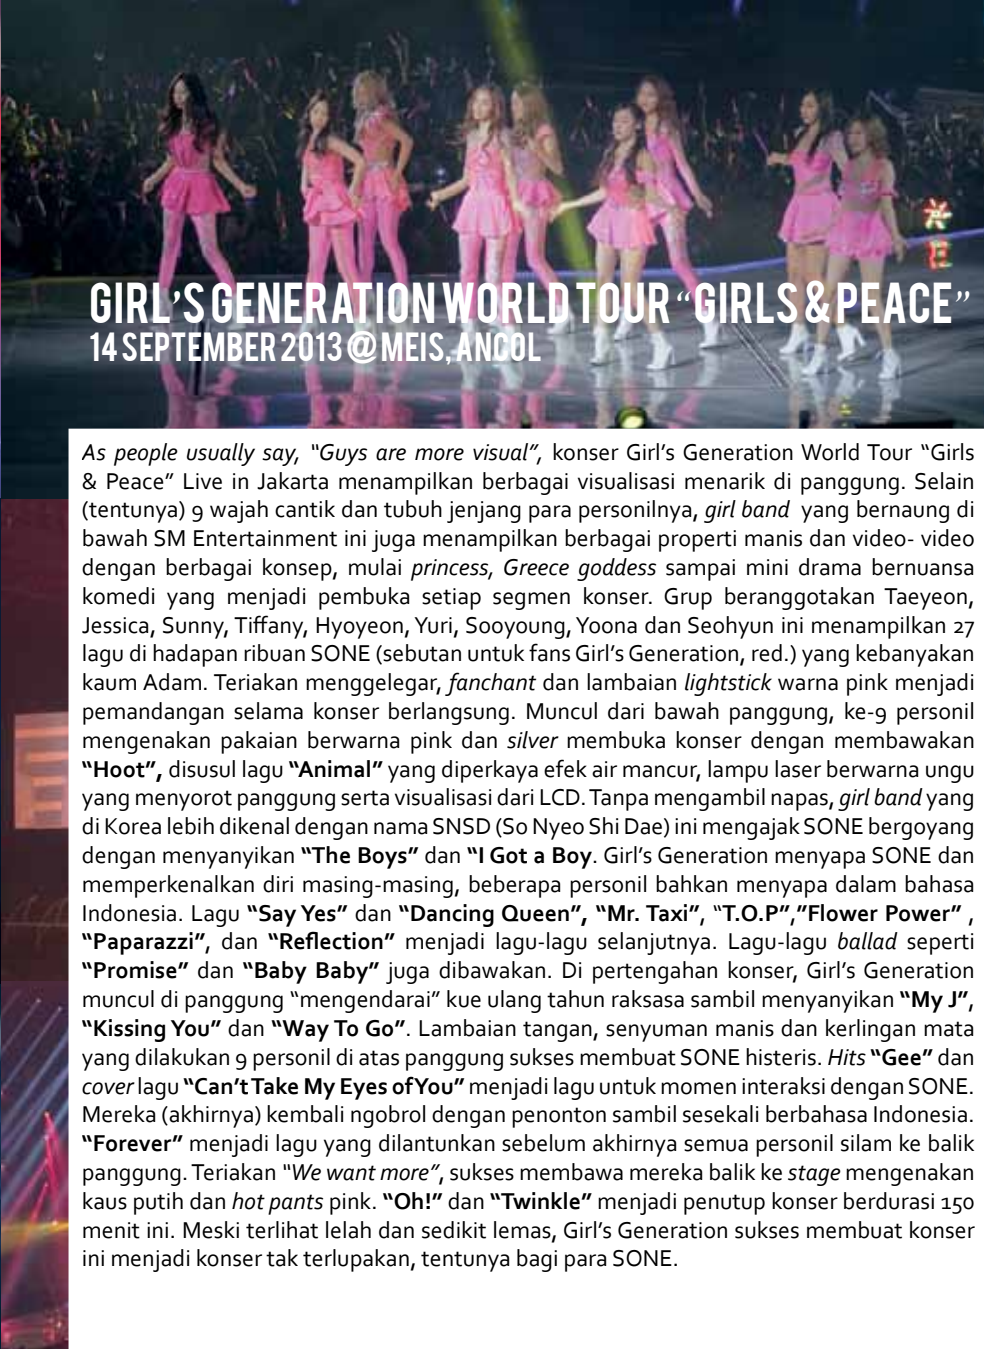 GIRL'S GENERATION WORLD TOUR “GIRLS & PEACE”
14 SEPTEMBER 2013 @ MEIS, ANCOL
As people usually say, “Guys are more visual”, konser Girl’s Generation World Tour “Girls
& Peace” Live in Jakarta menampilkan berbagai visualisasi menarik di panggung. Selain
(tentunya) 9 wajah cantik dan tubuh jenjang para personilnya, girl band yang bernaung di
bawah SM Entertainment ini juga menampilkan berbagai properti manis dan video- video
dengan berbagai konsep, mulai princess, Greece goddess sampai mini drama bernuansa
komedi yang menjadi pembuka setiap segmen konser. Grup beranggotakan Taeyeon,
Jessica, Sunny, Tiffany, Hyoyeon, Yuri, Sooyoung, Yoona dan Seohyun ini menampilkan 27
lagu di hadapan ribuan SONE (sebutan untuk fans Girl’s Generation, red.) yang kebanyakan
kaum Adam. Teriakan menggelegar, fanchant dan lambaian lightstick warna pink menjadi
pemandangan selama konser berlangsung. Muncul dari bawah panggung, ke-9 personil
mengenakan pakaian berwarna pink dan silver membuka konser dengan membawakan
“Hoot”, disusul lagu “Animal” yang diperkaya efek air mancur, lampu laser berwarna ungu
yang menyorot panggung serta visualisasi dari LCD. Tanpa mengambil napas, girl band yang
di Korea lebih dikenal dengan nama SNSD (So Nyeo Shi Dae) ini mengajak SONE bergoyang
dengan menyanyikan “The Boys” dan “I Got a Boy. Girl’s Generation menyapa SONE dan
memperkenalkan diri masing-masing, beberapa personil bahkan menyapa dalam bahasa
Indonesia. Lagu “Say Yes” dan “Dancing Queen”, “Mr. Taxi”, “T.O.P”,”Flower Power” ,
“Paparazzi”, dan “Reflection” menjadi lagu-lagu selanjutnya. Lagu-lagu ballad seperti
“Promise” dan “Baby Baby” juga dibawakan. Di pertengahan konser, Girl’s Generation
muncul di panggung “mengendarai” kue ulang tahun raksasa sambil menyanyikan “My J”,
“Kissing You” dan “Way To Go”. Lambaian tangan, senyuman manis dan kerlingan mata
yang dilakukan 9 personil di atas panggung sukses membuat SONE histeris. Hits “Gee” dan
cover lagu “Can’t Take My Eyes of You” menjadi lagu untuk momen interaksi dengan SONE.
Mereka (akhirnya) kembali ngobrol dengan penonton sambil sesekali berbahasa Indonesia.
“Forever” menjadi lagu yang dilantunkan sebelum akhirnya semua personil silam ke balik
panggung. Teriakan “We want more”, sukses membawa mereka balik ke stage mengenakan
kaus putih dan hot pants pink. “Oh!” dan “Twinkle” menjadi penutup konser berdurasi 150
menit ini. Meski terlihat lelah dan sedikit lemas, Girl’s Generation sukses membuat konser
ini menjadi konser tak terlupakan, tentunya bagi para SONE.